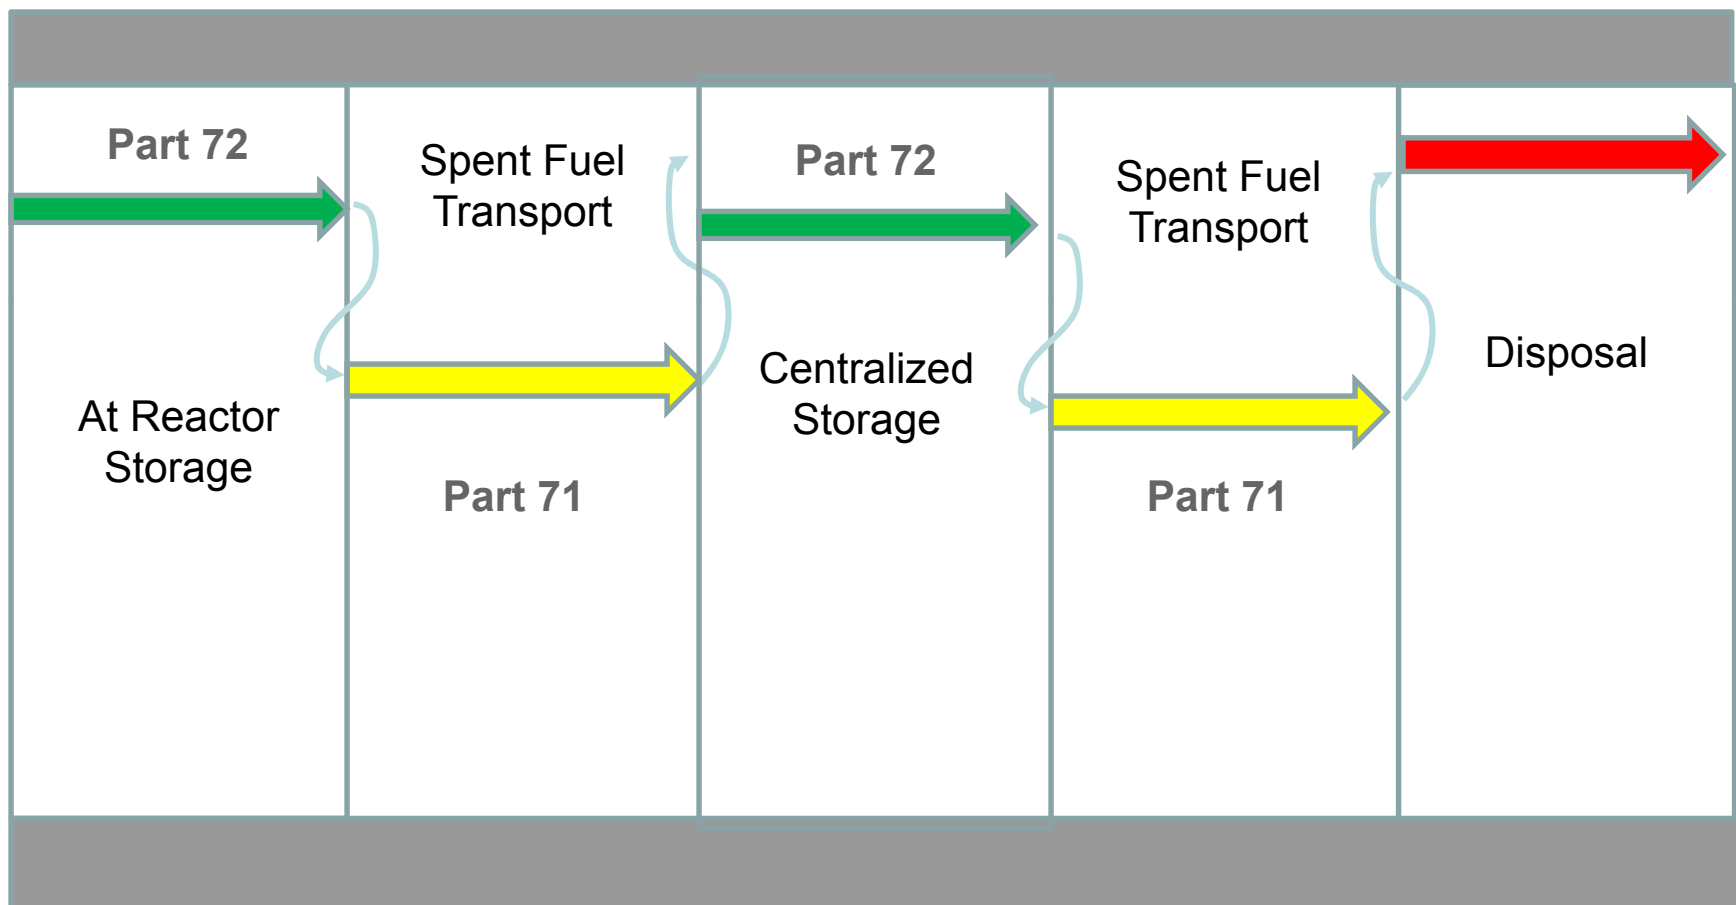 Part 72
At Reactor
Storage
Spent Fuel
Transport
Part 71
Part 72
Centralized
Storage
Spent Fuel
Transport
Part 71
Disposal